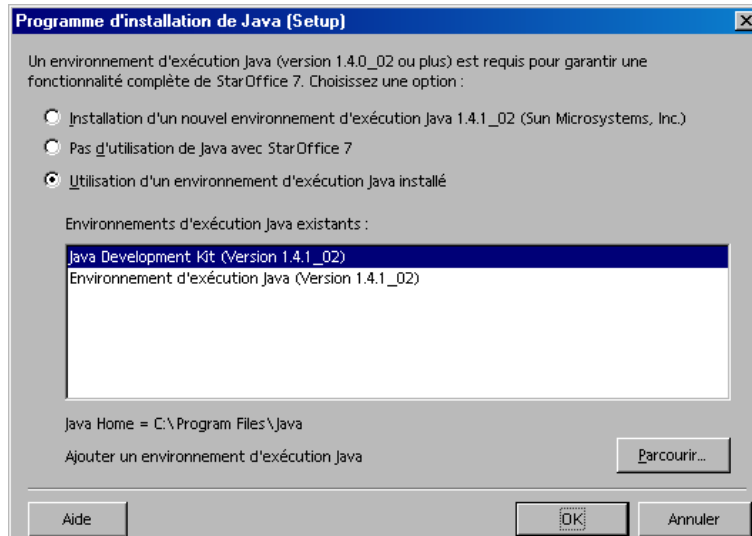 Programme d'installation de Java (Setup)
Un environnement d'exécution Java (version 1.4.0_02 ou plus) est requis pour garantir une
fonctionnalité complète de StarOffice 7. Choisissez une option :
Installation d'un nouvel environnement d'exécution Java 1.4.1_02 (Sun Microsystems, Inc.)
Pas d'utilisation de Java avec StarOffice 7
Utilisation d'un environnement d'exécution Java installé
Environnements d'exécution Java existants :
Java Development Kit (Version 1.4.1_02)
Environnement d'exécution Java (Version 1.4.1_02)
Java Home = C:\Program Files\Java
Ajouter un environnement d'exécution Java
Parcourir...
Aide
OK
Annuler